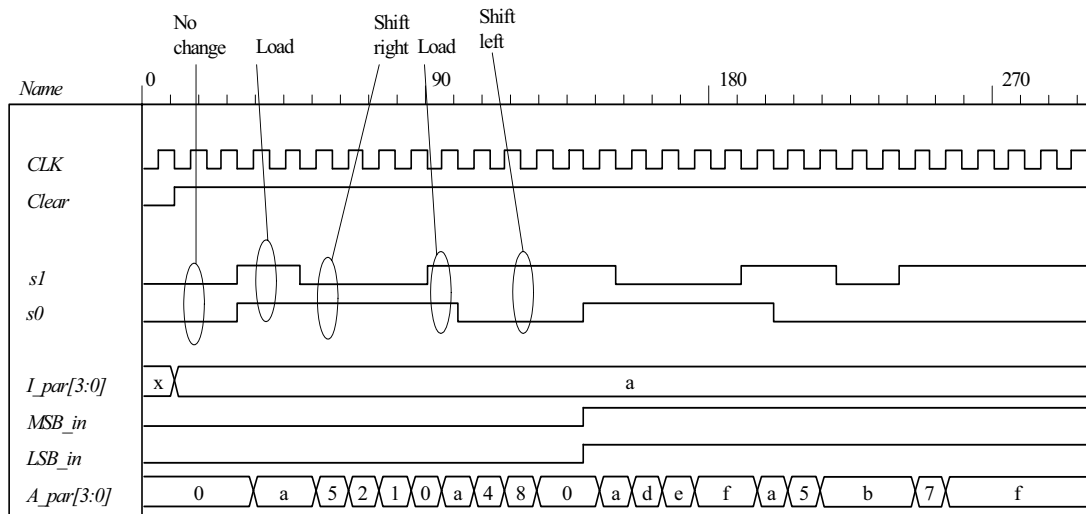 No change
Load
Shift right
Load
Shift left
Name
0 90 180 270
CLK
Clear
s1
s0
I_par[3:0] x a
MSB_in
LSB_in
A_par[3:0] 0 a 5 2 1 0 a 4 8 0 a d e f a 5 b 7 f